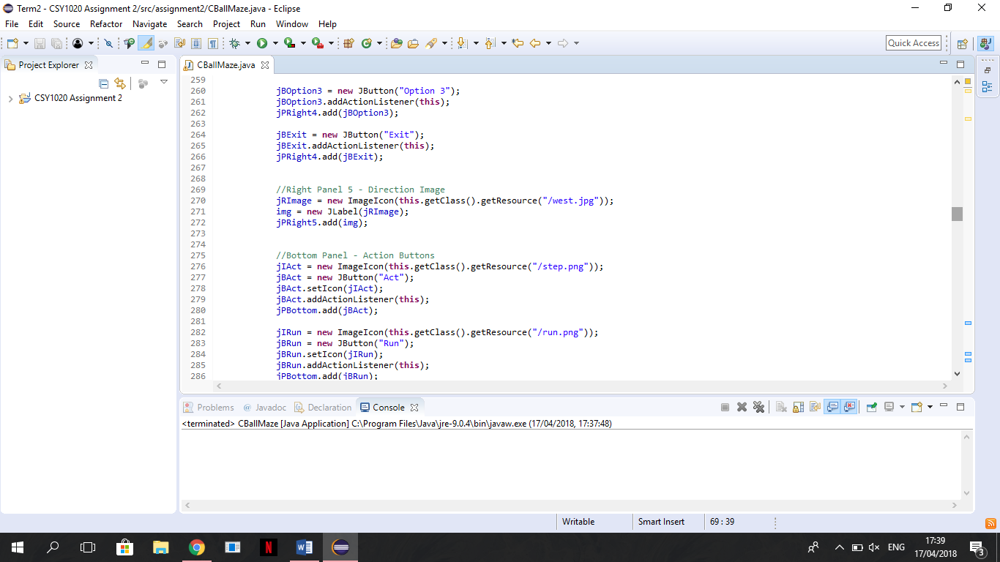 Term2 - CSY1020 Assignment 2/src/assignment2/CBallMaze.java - Eclipse
File Edit Source Refactor Navigate Search Project Run Window Help
Quick Access
Project Explorer
CSY1020 Assignment 2
CBallMaze.java
259
260 jBOption3 = new JButton("Option 3");
261 jBOption3.addActionListener(this);
262 jPRight4.add(jBOption3);
263
264 jBExit = new JButton("Exit");
265 jBExit.addActionListener(this);
266 jPRight4.add(jBExit);
267
268
269 //Right Panel 5 - Direction Image
270 jRImage = new ImageIcon(this.getClass().getResource("/west.jpg"));
271 img = new JLabel(jRImage);
272 jPRight5.add(img);
273
274
275 //Bottom Panel - Action Buttons
276 jIAct = new ImageIcon(this.getClass().getResource("/step.png"));
277 jBAct = new JButton("Act");
278 jBAct.setIcon(jIAct);
279 jBAct.addActionListener(this);
280 jPBottom.add(jBAct);
281
282 jIRun = new ImageIcon(this.getClass().getResource("/run.png"));
283 jBRun = new JButton("Run");
284 jBRun.setIcon(jIRun);
285 jBRun.addActionListener(this);
286 jPBottom.add(jBRun);
Problems @ Javadoc Declaration Console
<terminated> CBallMaze [Java Application] C:\Program Files\Java\jre-9.0.4\bin\javaw.exe (17/04/2018, 17:37:48)
Writable Smart Insert 69 : 39
N W ENG 17:39
17/04/2018 3